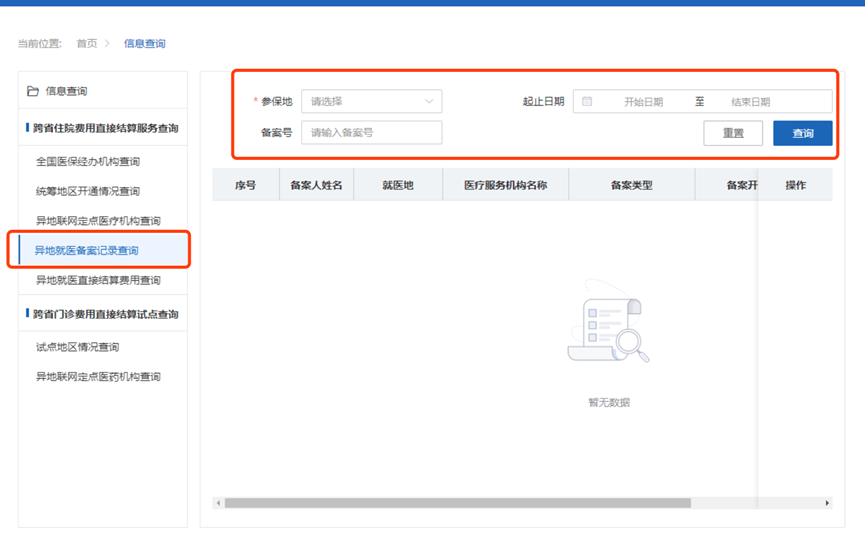 当前位置: 首页 > 信息查询
信息查询
跨省住院费用直接结算服务查询
全国医保经办机构查询
统筹地区开通情况查询
异地联网定点医疗机构查询
异地就医备案记录查询
异地就医直接结算费用查询
跨省门诊费用直接结算试点查询
试点地区情况查询
异地联网定点医药机构查询
* 参保地 请选择 起止日期 开始日期 至 结束日期
备案号 请输入备案号 重置 查询
序号 备案人姓名 就医地 医疗服务机构名称 备案类型 备案开 操作
暂无数据